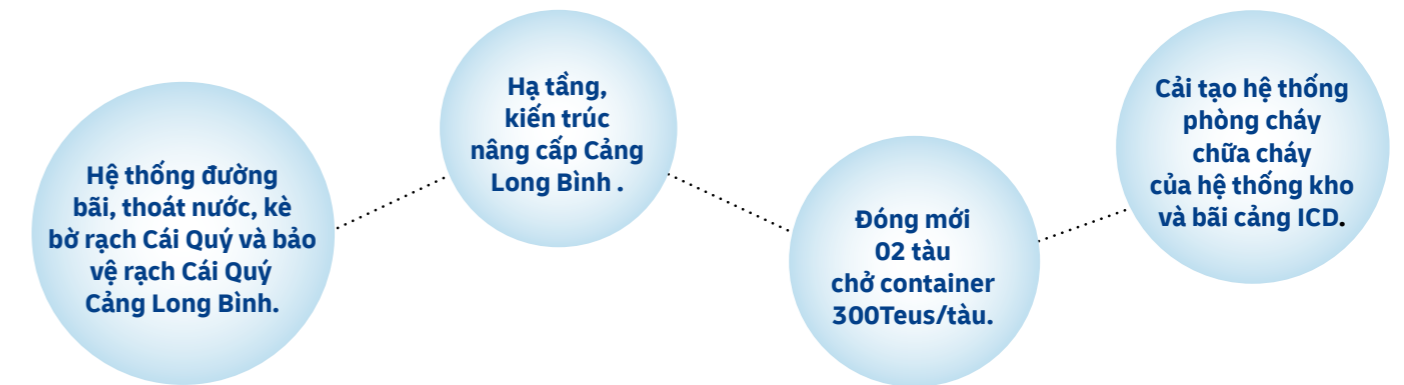 Hệ thống đường
bãi, thoát nước, kè
bờ rạch Cái Quý và bảo
vệ rạch Cái Quý
Cảng Long Bình.
Hạ tầng,
kiến trúc
nâng cấp Cảng
Long Bình .
Đóng mới
02 tàu
chở container
300Teus/tàu.
Cải tạo hệ thống
phòng cháy
chữa cháy
của hệ thống kho
và bãi cảng ICD.